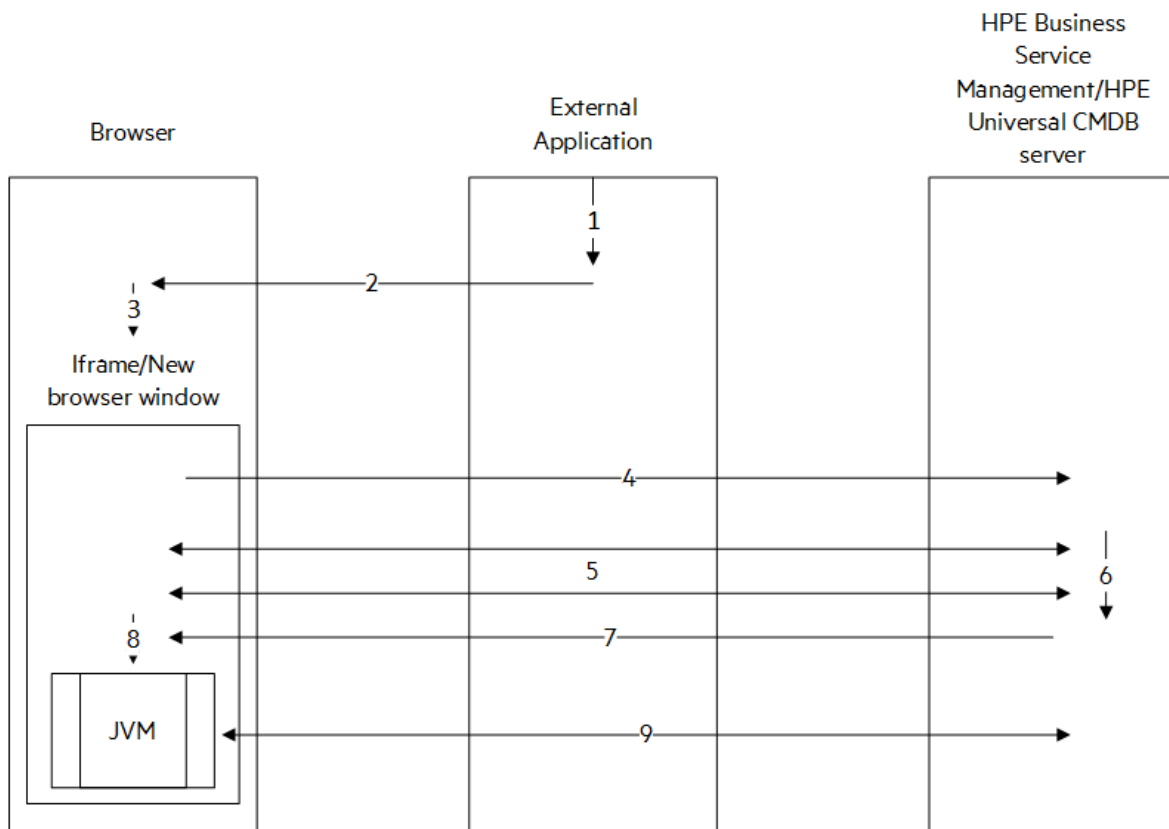 HPE Business
Service
Management/HPE
Universal CMDB
server
External
Application
Browser
1
2
3
Iframe/New
browser window
4
5
6
7
8
JVM
9